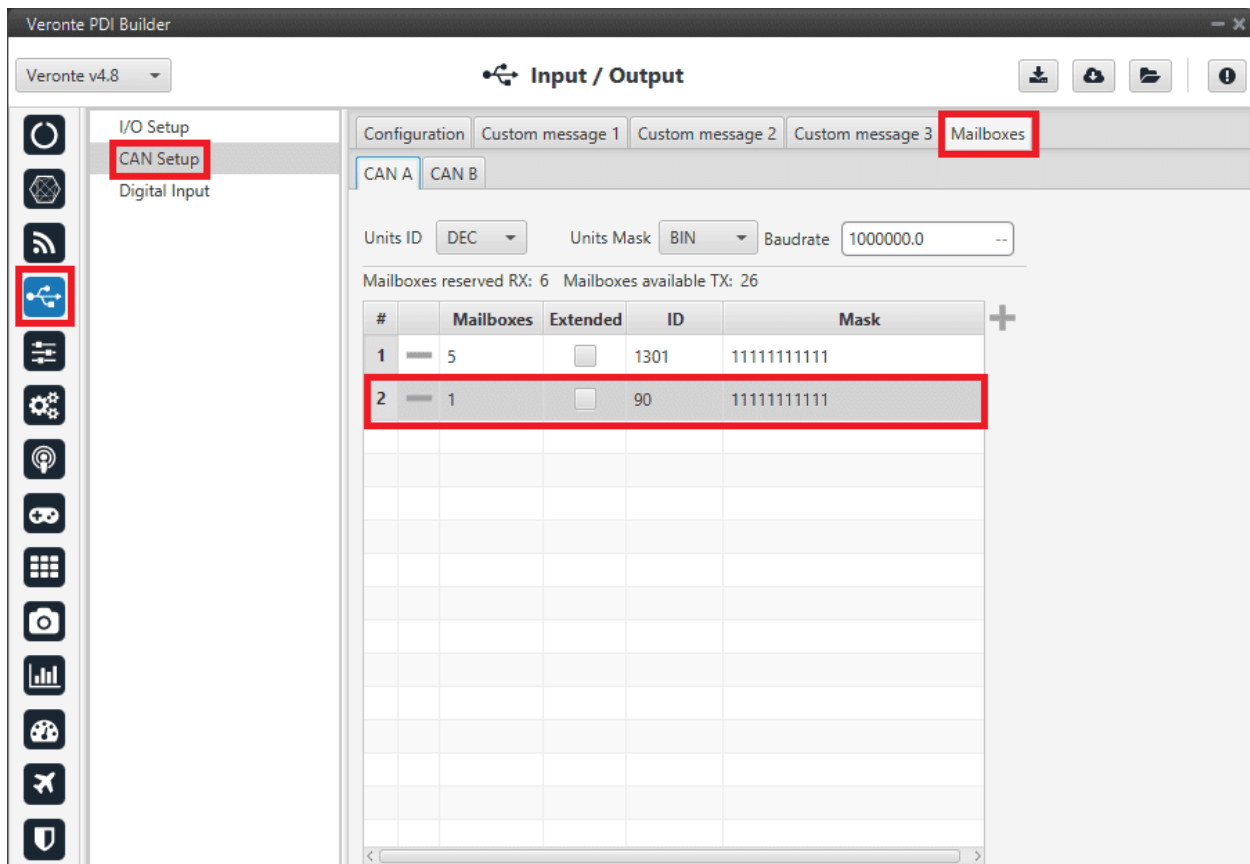 Veronte PDI Builder
Veronte v4.8
Input / Output
I/O Setup
CAN Setup
Digital Input
Configuration Custom message 1 Custom message 2 Custom message 3 Mailboxes
CAN A CAN B
Units ID DEC Units Mask BIN Baudrate 1000000.0 --
Mailboxes reserved RX: 6 Mailboxes available TX: 26
# Mailboxes Extended ID Mask
1 5 1301 11111111111
2 1 90 11111111111